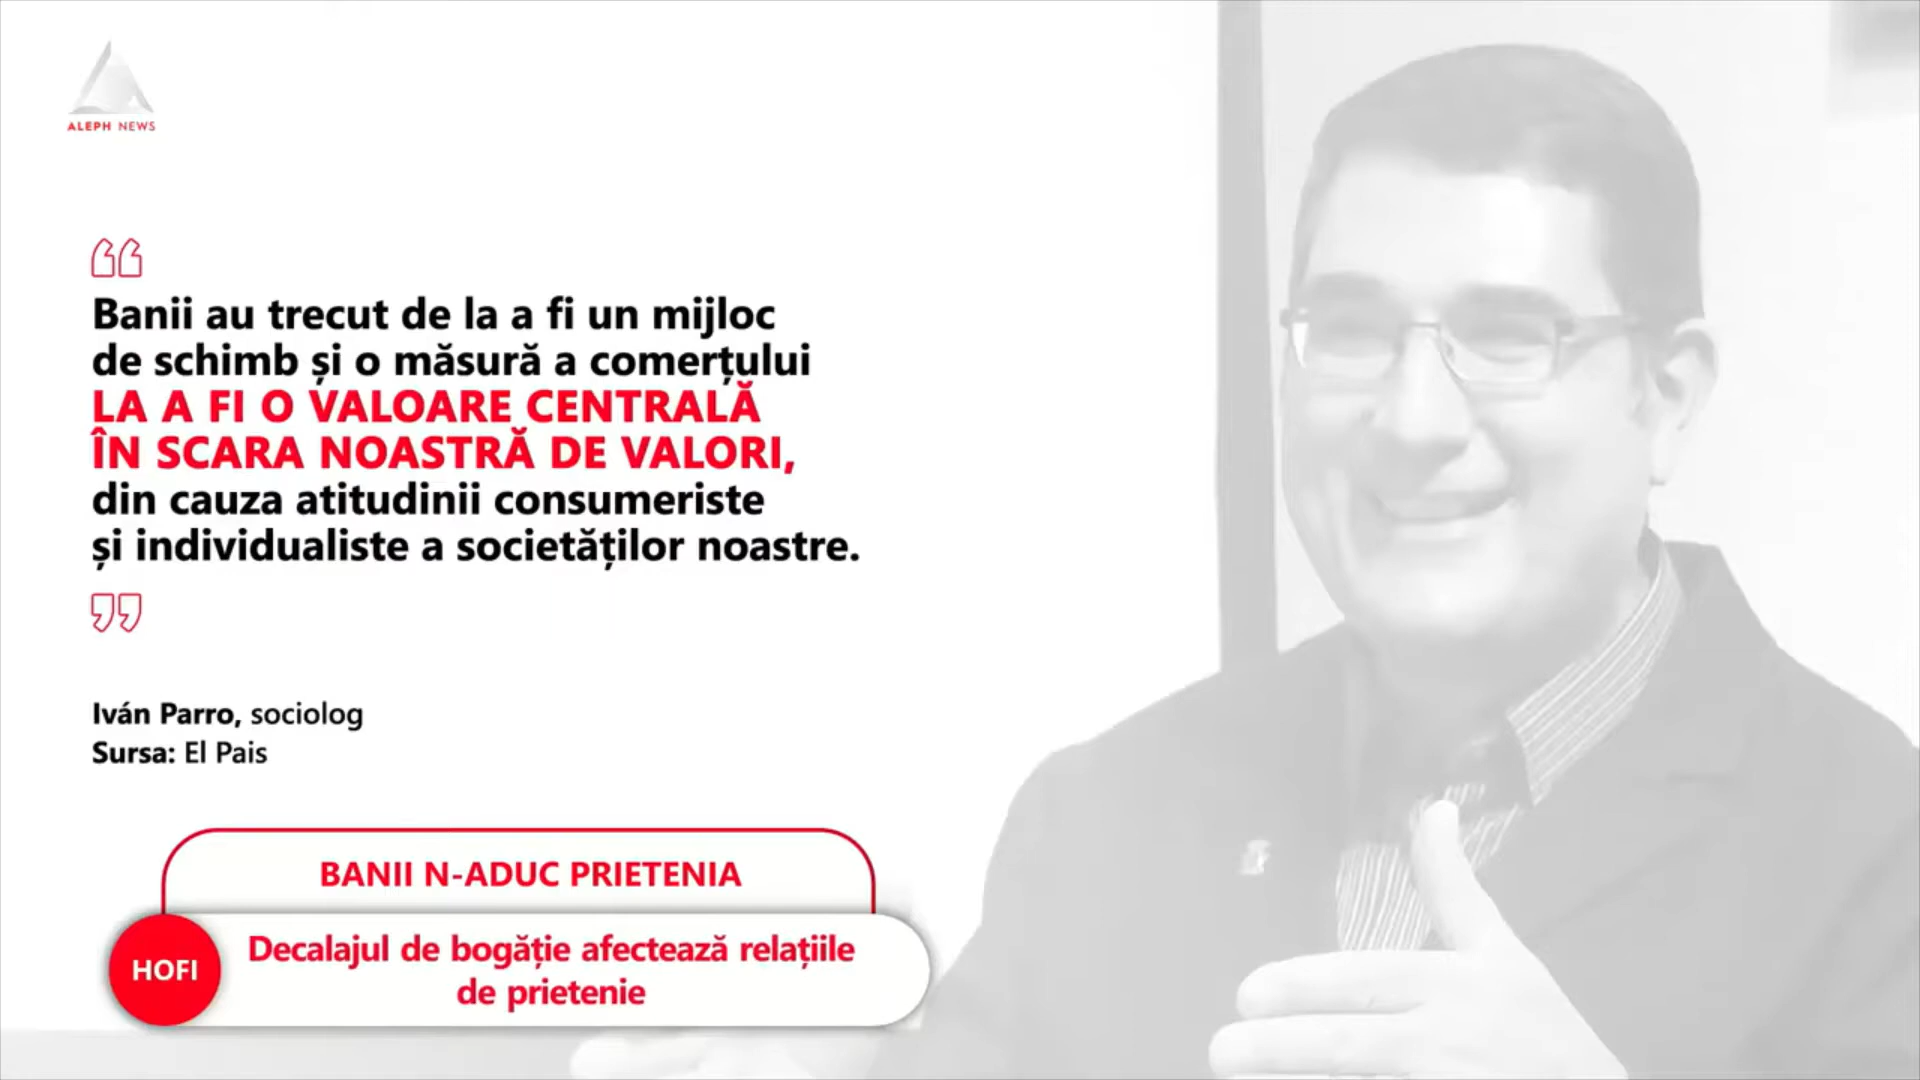 ALEPH NEWS
Banii au trecut de la a fi un mijloc
de schimb și o măsură a comerțului
LA A FI O VALOARE CENTRALĂ
ÎN SCARA NOASTRĂ DE VALORI,
din cauza atitudinii consumeriste
și individualiste a societăților noastre.
Iván Parro, sociolog
Sursa: El Pais
BANII N-ADUC PRIETENIA
HOFI
Decalajul de bogăție afectează relațiile
de prietenie